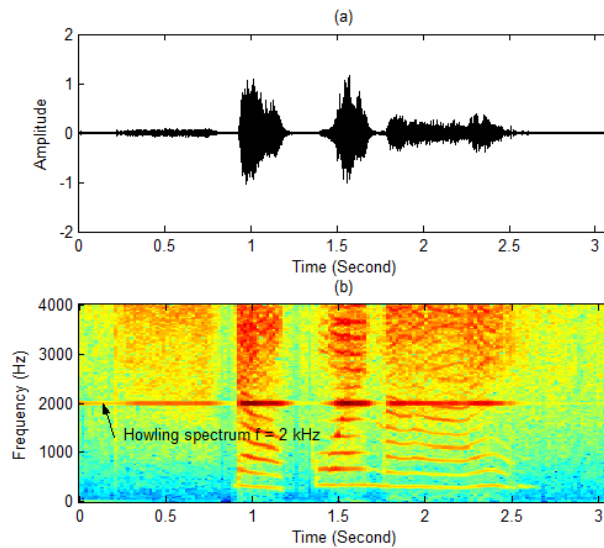 (a)
2
1
0
-1
-2
Amplitude
0 0.5 1 1.5 2 2.5 3
Time (Second)
(b)
4000
3000
2000
1000
0
Frequency (Hz)
Howling spectrum f = 2 kHz
0 0.5 1 1.5 2 2.5 3
Time (Second)